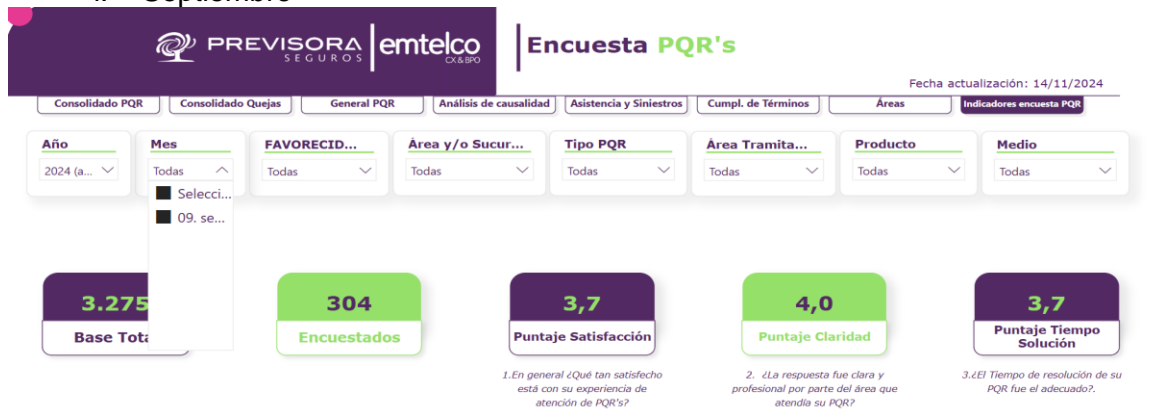 Septiembre
PREVISORA SEGUROS emtelco CX & BPO Encuesta PQR's
Fecha actualización: 14/11/2024
Consolidado PQR Consolidado Quejas General PQR Análisis de causalidad Asistencia y Siniestros Cumpl. de Términos Áreas Indicadores encuesta PQR
Año Mes FAVORECID... Área y/o Sucur... Tipo PQR Área Tramita... Producto Medio
2024 (a... Todas Todas Todas Todas Todas Todas Todas
Selecci...
09. se...
3.275 304 3,7 4,0 3,7
Base Tota Encuestados Puntaje Satisfacción Puntaje Claridad Puntaje Tiempo
Solución
1.En general ¿Qué tan satisfecho
está con su experiencia de
atención de PQR's?
2. ¿La respuesta fue clara y
profesional por parte del área que
atendía su PQR?
3.¿El Tiempo de resolución de su
PQR fue el adecuado?.